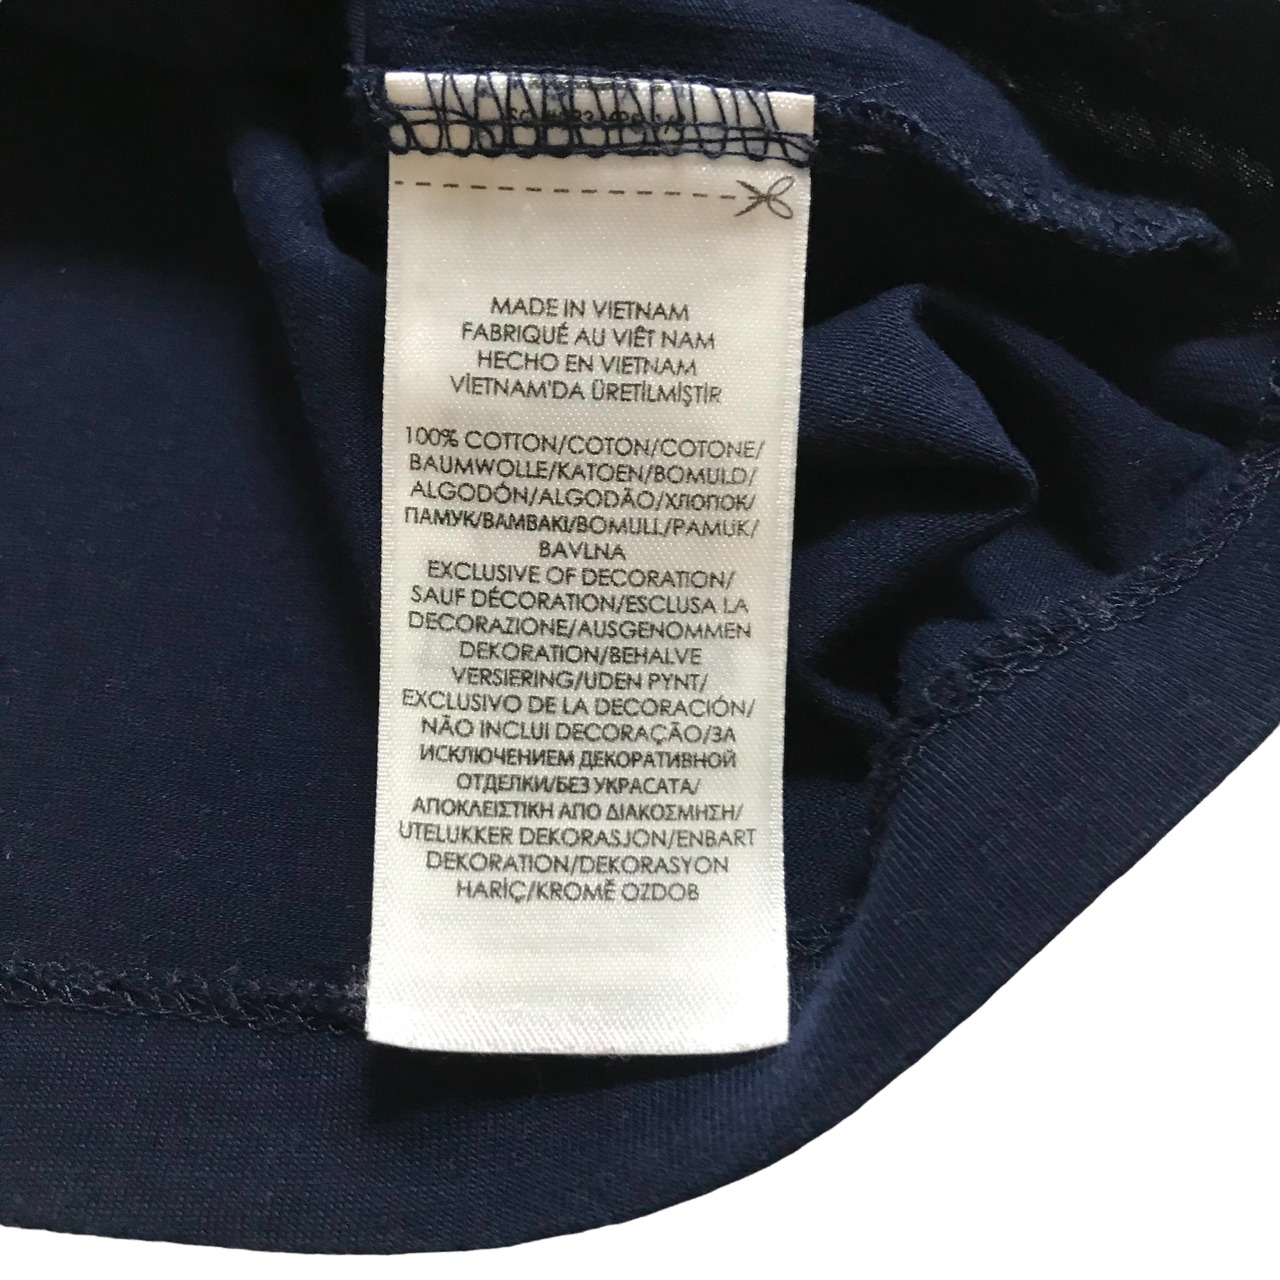 MADE IN VIETNAM
FABRIQUÉ AU VIÊT NAM
HECHO EN VIETNAM
VİETNAM'DA ÜRETİLMİŞTİR
100% COTTON/COTON/COTONE/
BAUMWOLLE/KATOEN/BOMULD/
ALGODÓN/ALGODÃO/ХЛОПОК/
ПАМУК/ΒΑΜΒΑΚΙ/BOMULL/PAMUK/
BAVLNA
EXCLUSIVE OF DECORATION/
SAUF DÉCORATION/ESCLUSA LA
DECORAZIONE/AUSGENOMMEN
DEKORATION/BEHALVE
VERSIERING/UDEN PYNT/
EXCLUSIVO DE LA DECORACIÓN/
NÃO INCLUI DECORAÇÃO/ЗА
ИСКЛЮЧЕНИЕМ ДЕКОРАТИВНОЙ
ОТДЕЛКИ/БЕЗ УКРАСАТА/
ΑΠΟΚΛΕΙΣΤΙΚΗ ΑΠΟ ΔΙΑΚΟΣΜΗΣΗ/
UTELUKKER DEKORASJON/ENBART
DEKORATION/DEKORASYON
HARİÇ/KROMĚ OZDOB